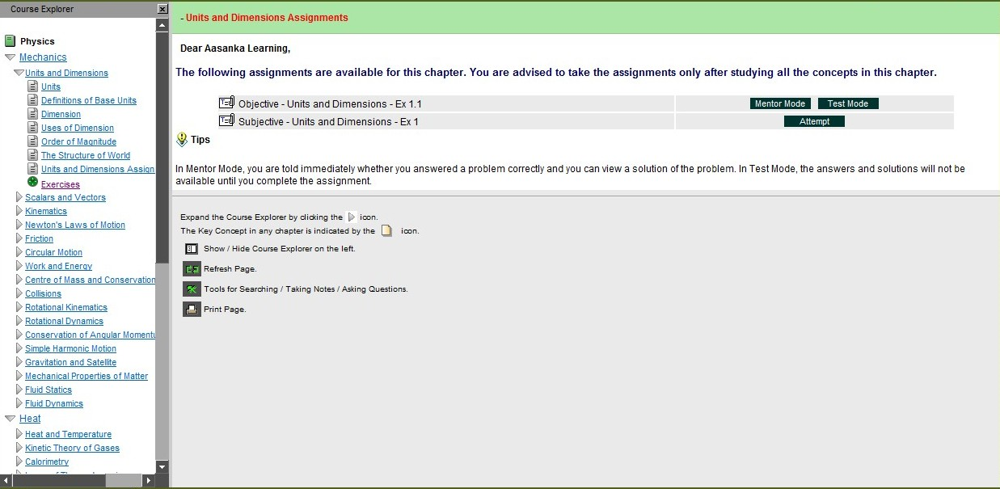 Course Explorer
Physics
Mechanics
Units and Dimensions
Units
Definitions of Base Units
Dimension
Uses of Dimension
Order of Magnitude
The Structure of World
Units and Dimensions Assign
Exercises
Scalars and Vectors
Kinematics
Newton's Laws of Motion
Friction
Circular Motion
Work and Energy
Centre of Mass and Conservation
Collisions
Rotational Kinematics
Rotational Dynamics
Conservation of Angular Momentu
Simple Harmonic Motion
Gravitation and Satellite
Mechanical Properties of Matter
Fluid Statics
Fluid Dynamics
Heat
Heat and Temperature
Kinetic Theory of Gases
Calorimetry
- Units and Dimensions Assignments
Dear Aasanka Learning,
The following assignments are available for this chapter. You are advised to take the assignments only after studying all the concepts in this chapter.
Objective - Units and Dimensions - Ex 1.1 Mentor Mode Test Mode
Subjective - Units and Dimensions - Ex 1 Attempt
Tips
In Mentor Mode, you are told immediately whether you answered a problem correctly and you can view a solution of the problem. In Test Mode, the answers and solutions will not be
available until you complete the assignment.
Expand the Course Explorer by clicking the icon.
The Key Concept in any chapter is indicated by the icon.
Show / Hide Course Explorer on the left.
Refresh Page.
Tools for Searching / Taking Notes / Asking Questions.
Print Page.